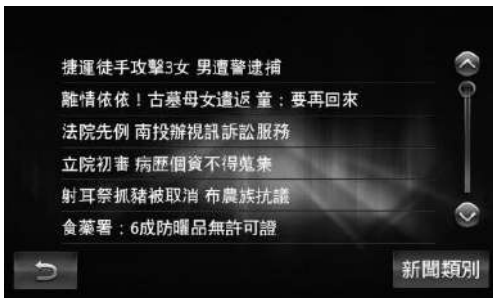 捷運徒手攻擊3女 男遭警逮捕
離情依依！古墓母女遣返 童：要再回來
法院先例 南投辦視訊訴訟服務
立院初審 病歷個資不得蒐集
射耳祭抓豬被取消 布農族抗議
食藥署：6成防曬品無許可證
新聞類別